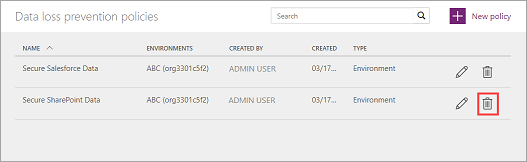 Data loss prevention policies
Search
New policy
NAME ENVIRONMENTS CREATED BY CREATED TYPE
Secure Salesforce Data ABC (org3301c5f2) ADMIN USER 03/17... Environment
Secure SharePoint Data ABC (org3301c5f2) ADMIN USER 03/17... Environment